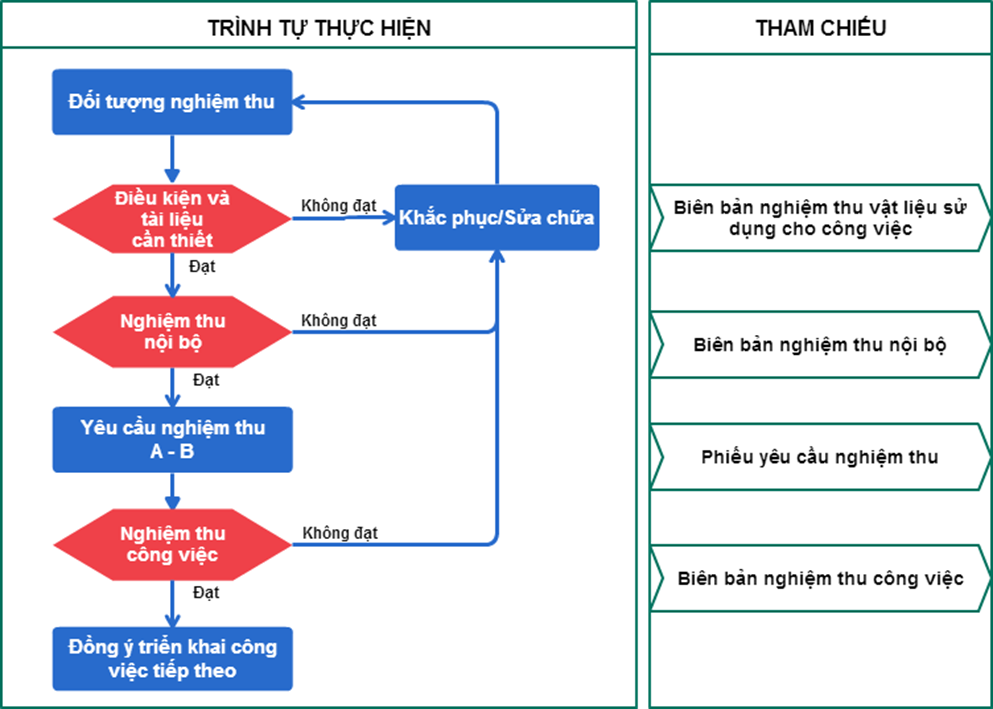 TRÌNH TỰ THỰC HIỆN
THAM CHIẾU
Đối tượng nghiệm thu
Điều kiện và
tài liệu
cần thiết
Không đạt
Khắc phục/Sửa chữa
Biên bản nghiệm thu vật liệu sử
dụng cho công việc
Đạt
Nghiệm thu
nội bộ
Không đạt
Biên bản nghiệm thu nội bộ
Đạt
Yêu cầu nghiệm thu
A - B
Phiếu yêu cầu nghiệm thu
Nghiệm thu
công việc
Không đạt
Biên bản nghiệm thu công việc
Đạt
Đồng ý triển khai công
việc tiếp theo